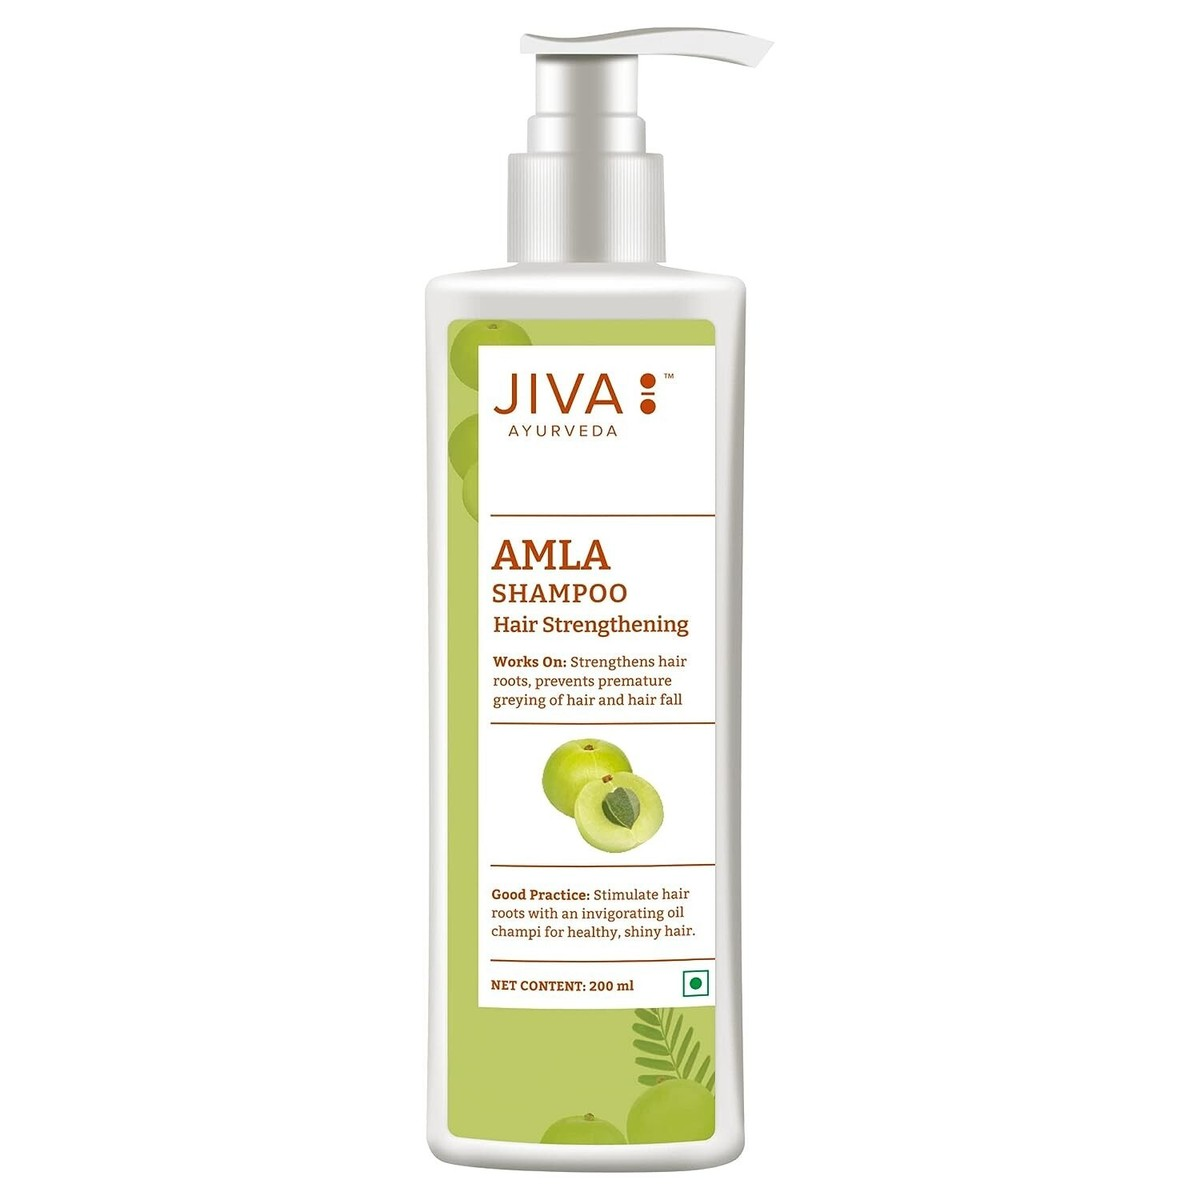 JIVA ™
AYURVEDA
AMLA
SHAMPOO
Hair Strengthening
Works On: Strengthens hair
roots, prevents premature
greying of hair and hair fall
Good Practice: Stimulate hair
roots with an invigorating oil
champi for healthy, shiny hair.
NET CONTENT: 200 ml